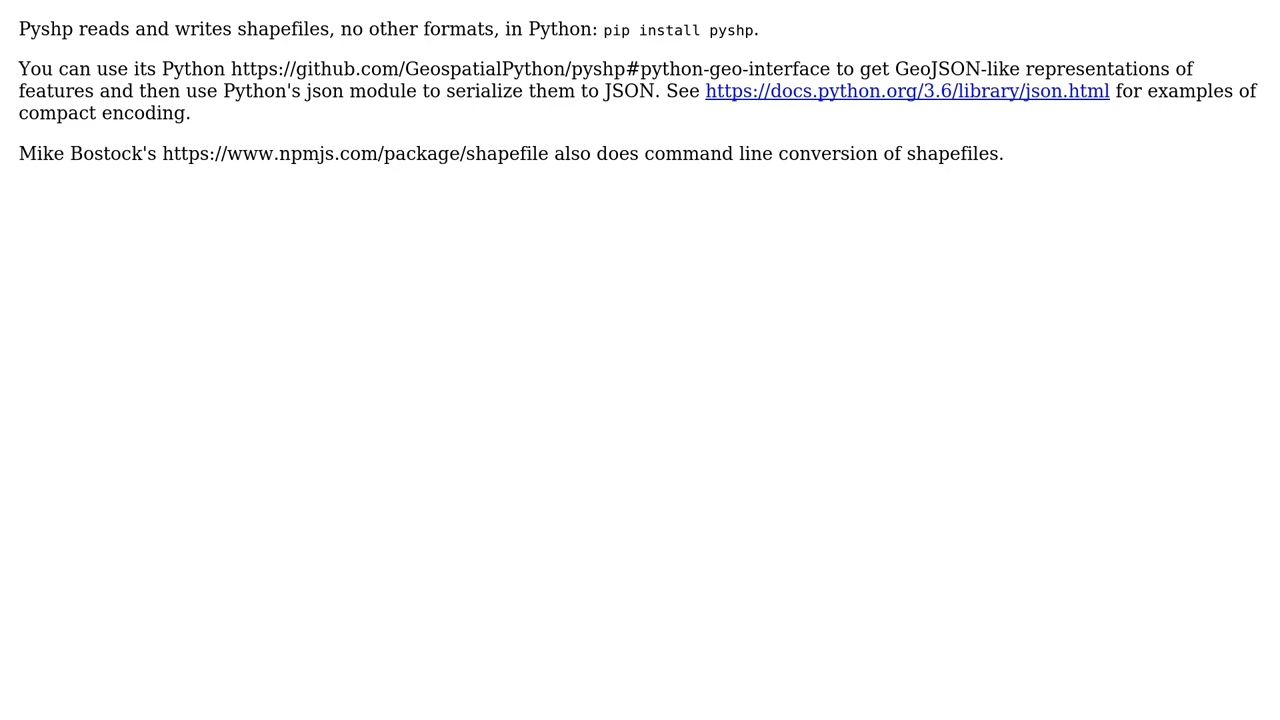 Pyshp reads and writes shapefiles, no other formats, in Python: pip install pyshp.
You can use its Python https://github.com/GeospatialPython/pyshp#python-geo-interface to get GeoJSON-like representations of
features and then use Python's json module to serialize them to JSON. See https://docs.python.org/3.6/library/json.html for examples of
compact encoding.
Mike Bostock's https://www.npmjs.com/package/shapefile also does command line conversion of shapefiles.